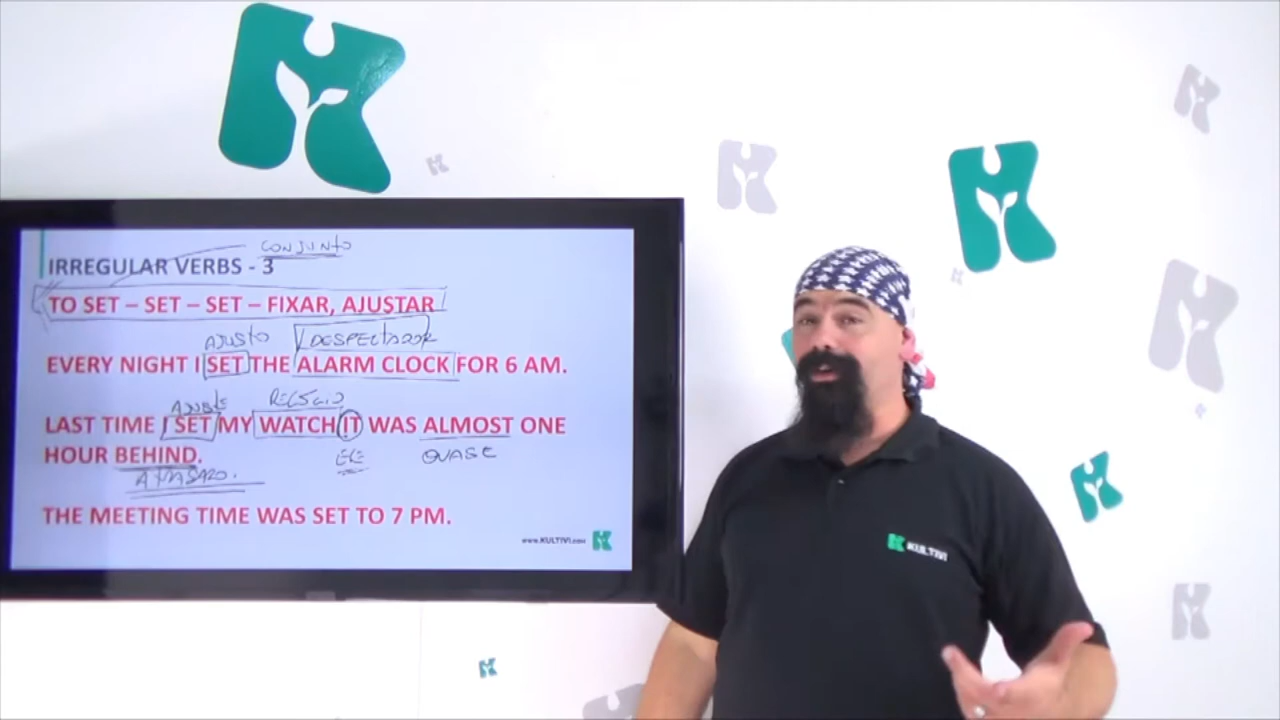 CONJUNTO
IRREGULAR VERBS - 3
TO SET – SET – SET – FIXAR, AJUSTAR
AJUSTO DESPERTADOR
EVERY NIGHT I SET THE ALARM CLOCK FOR 6 AM.
AJUSTE RELÓGIO
LAST TIME I SET MY WATCH IT WAS ALMOST ONE
HOUR BEHIND. ELE QUASE
ATRASADO.
THE MEETING TIME WAS SET TO 7 PM.
www.KULTIVI.com
KULTIVI